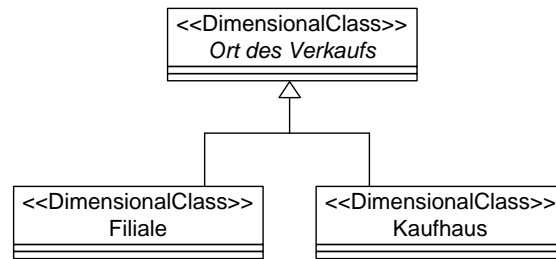 <<DimensionalClass>>
Ort des Verkaufs
<<DimensionalClass>>
Filiale
<<DimensionalClass>>
Kaufhaus